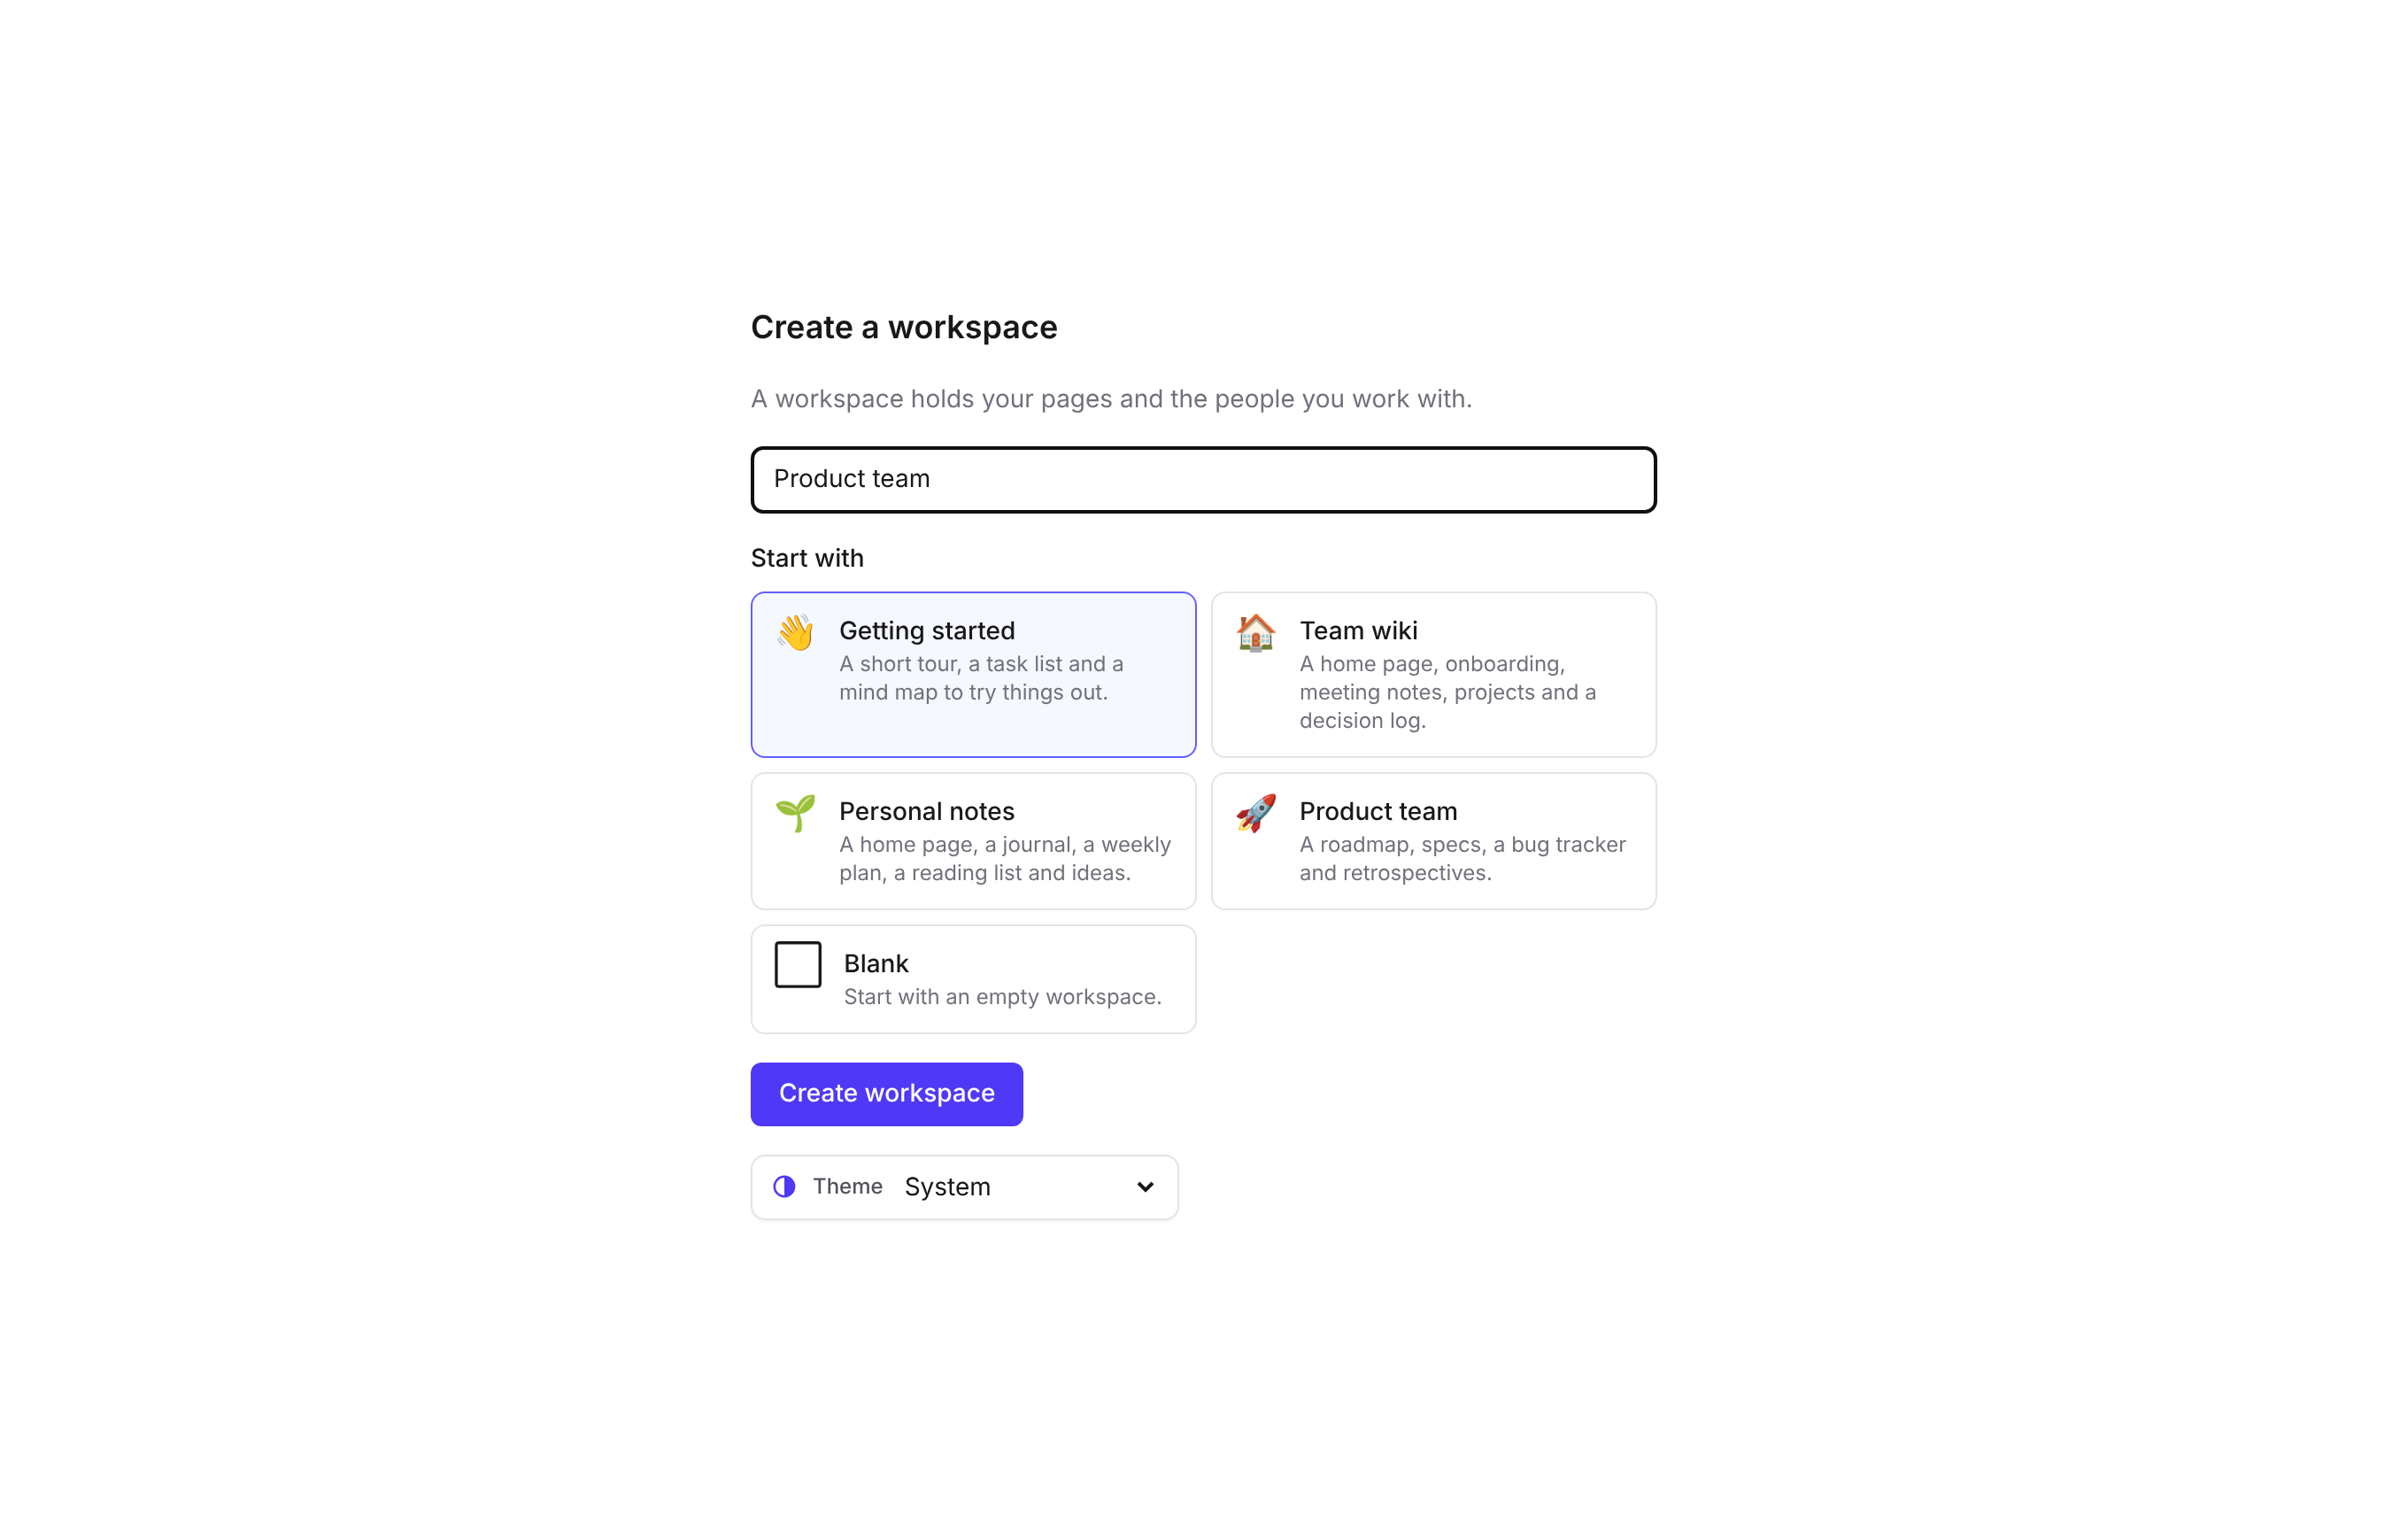 Create a workspace
A workspace holds your pages and the people you work with.
Product team
Start with
Getting started
A short tour, a task list and a
mind map to try things out.
Team wiki
A home page, onboarding,
meeting notes, projects and a
decision log.
Personal notes
A home page, a journal, a weekly
plan, a reading list and ideas.
Product team
A roadmap, specs, a bug tracker
and retrospectives.
Blank
Start with an empty workspace.
Create workspace
Theme System